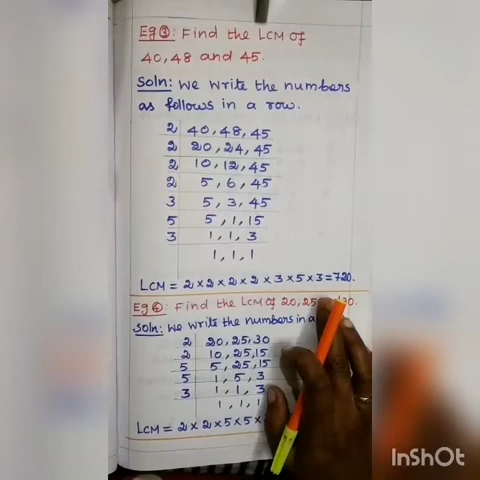 Eg③: Find the LCM of
40,48 and 45.
Soln: We write the numbers
as follows in a row.
2 40, 48, 45
2 20, 24, 45
2 10, 12, 45
2 5, 6, 45
3 5, 3, 45
5 5, 1, 15
3 1, 1, 3
1, 1, 1
LCM = 2×2×2×2×3×5×3=720.
Eg④: Find the LCM of 20,25 30.
Soln: We write the numbers in a
2 20, 25, 30
2 10, 25, 15
5 5, 25, 15
5 1, 5, 3
3 1, 1, 3
1, 1, 1
LCM = 2×2×5×5×
InShOt